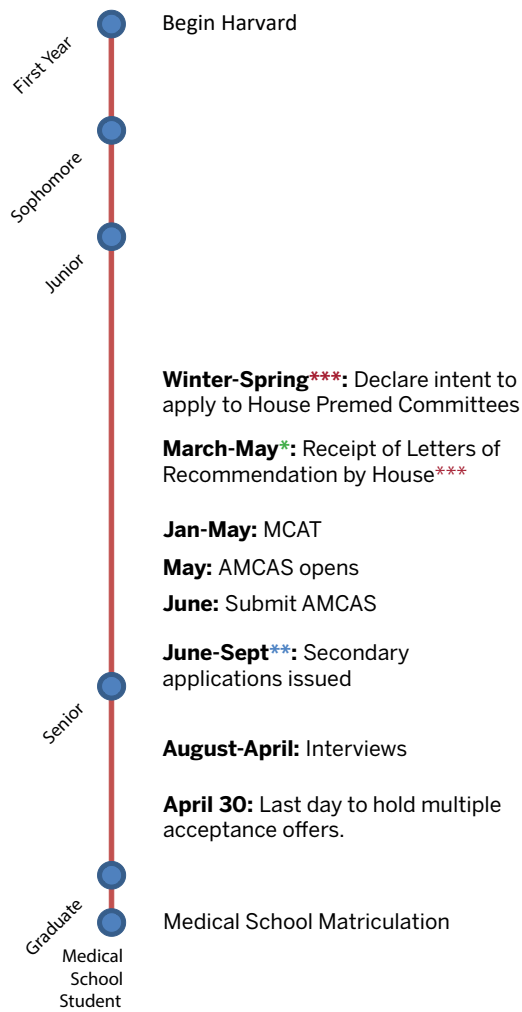 Begin Harvard
First Year
Sophomore
Junior
Winter-Spring***: Declare intent to
apply to House Premed Committees
March-May*: Receipt of Letters of
Recommendation by House***
Jan-May: MCAT
May: AMCAS opens
June: Submit AMCAS
June-Sept**: Secondary
applications issued
Senior
August-April: Interviews
April 30: Last day to hold multiple
acceptance offers.
Graduate
Medical School Matriculation
Medical
School
Student